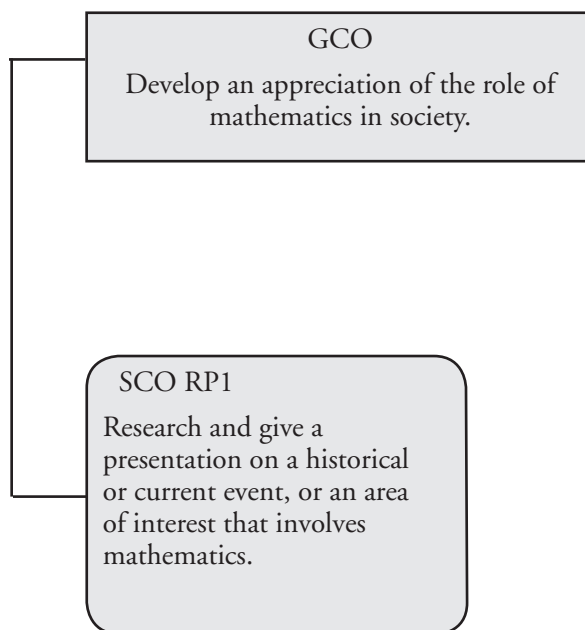 GCO
Develop an appreciation of the role of
mathematics in society.
SCO RP1
Research and give a
presentation on a historical
or current event, or an area
of interest that involves
mathematics.